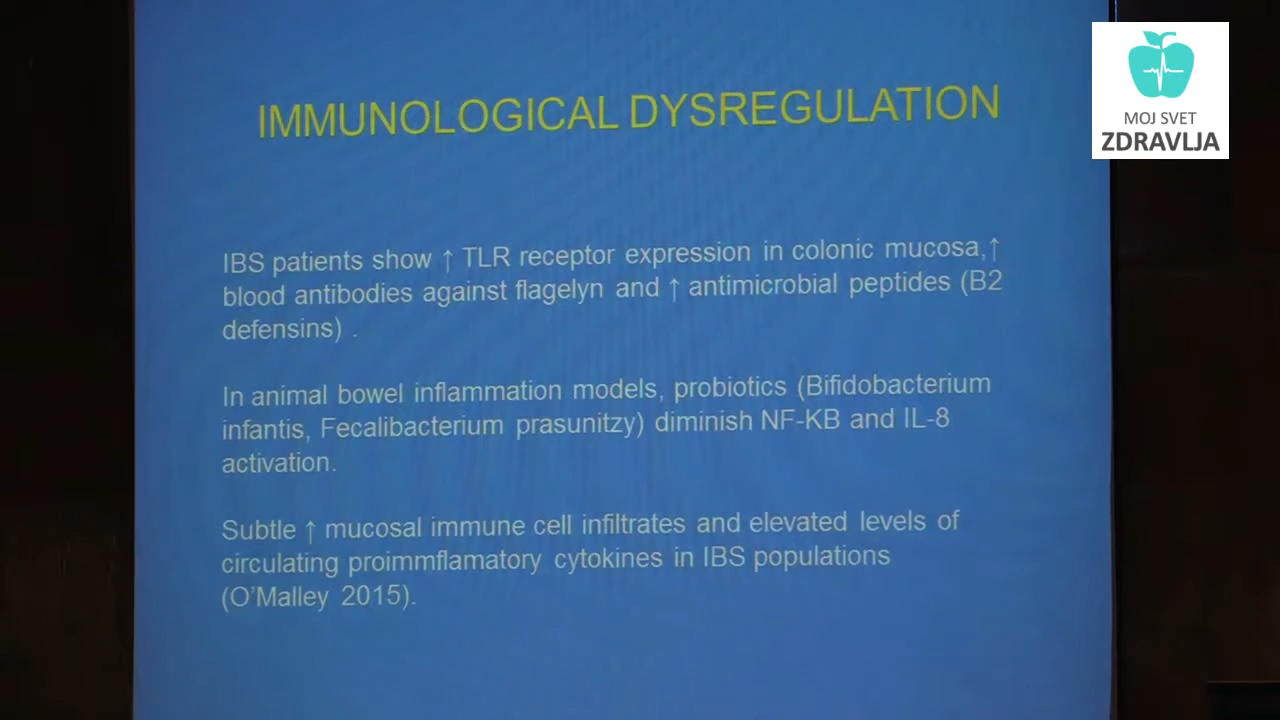 IMMUNOLOGICAL DYSREGULATION
MOJ SVET
ZDRAVLJA
IBS patients show ↑ TLR receptor expression in colonic mucosa,↑
blood antibodies against flagelyn and ↑ antimicrobial peptides (B2
defensins) .
In animal bowel inflammation models, probiotics (Bifidobacterium
infantis, Fecalibacterium prasunitzy) diminish NF-KB and IL-8
activation.
Subtle ↑ mucosal immune cell infiltrates and elevated levels of
circulating proimmflamatory cytokines in IBS populations
(O’Malley 2015).